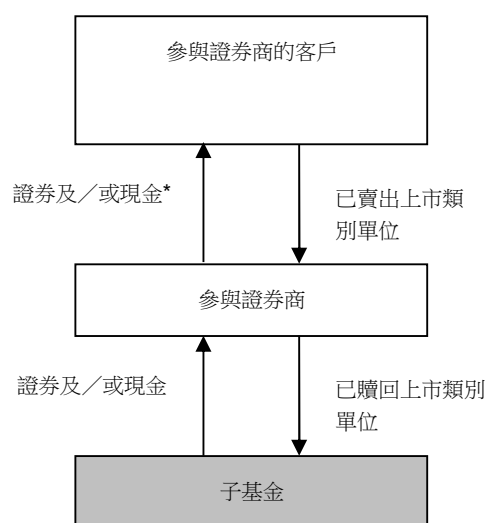 參與證券商的客戶
證券及／或現金*
已賣出上市類
別單位
參與證券商
證券及／或現金
已贖回上市類別
單位
子基金